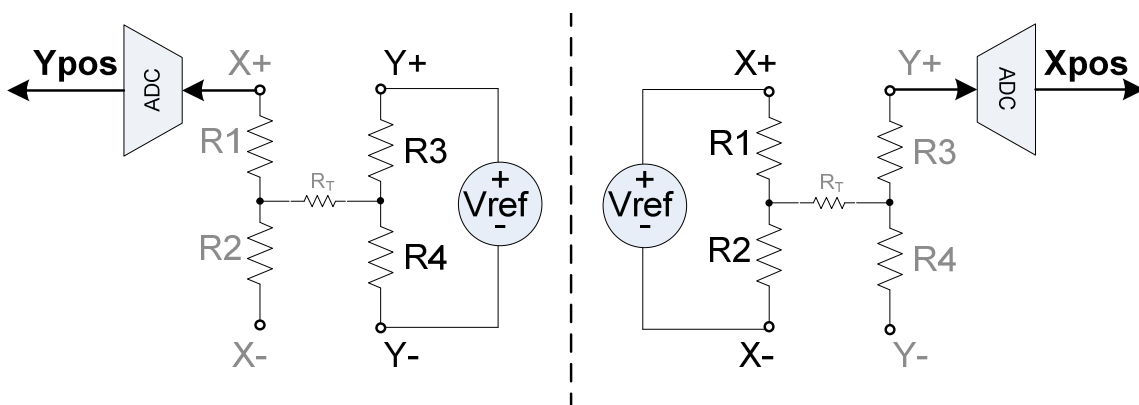 Ypos
ADC
X+
Y+
R1
R3
RT
+
Vref
-
R2
R4
X-
Y-
X+
Y+
ADC
Xpos
R1
R3
RT
+
Vref
-
R2
R4
X-
Y-